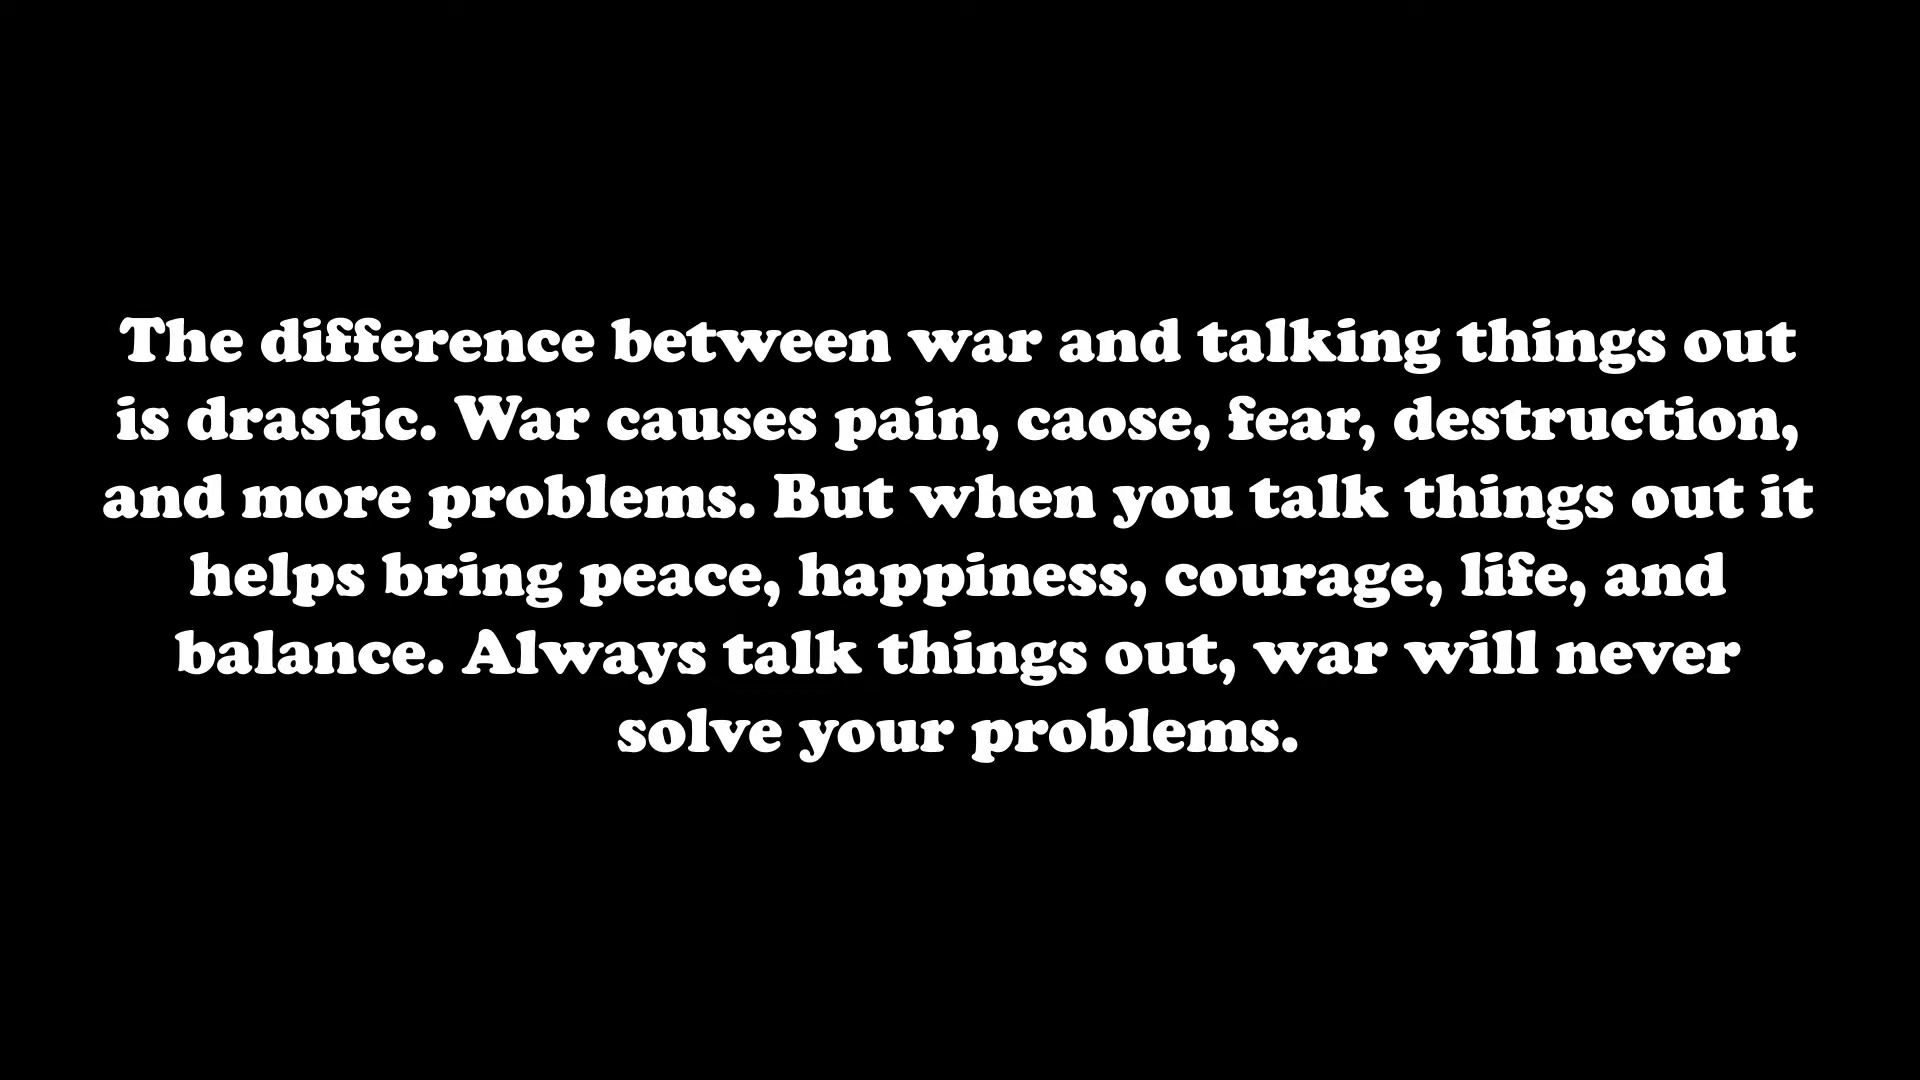 The difference between war and talking things out
is drastic. War causes pain, caose, fear, destruction,
and more problems. But when you talk things out it
helps bring peace, happiness, courage, life, and
balance. Always talk things out, war will never
solve your problems.